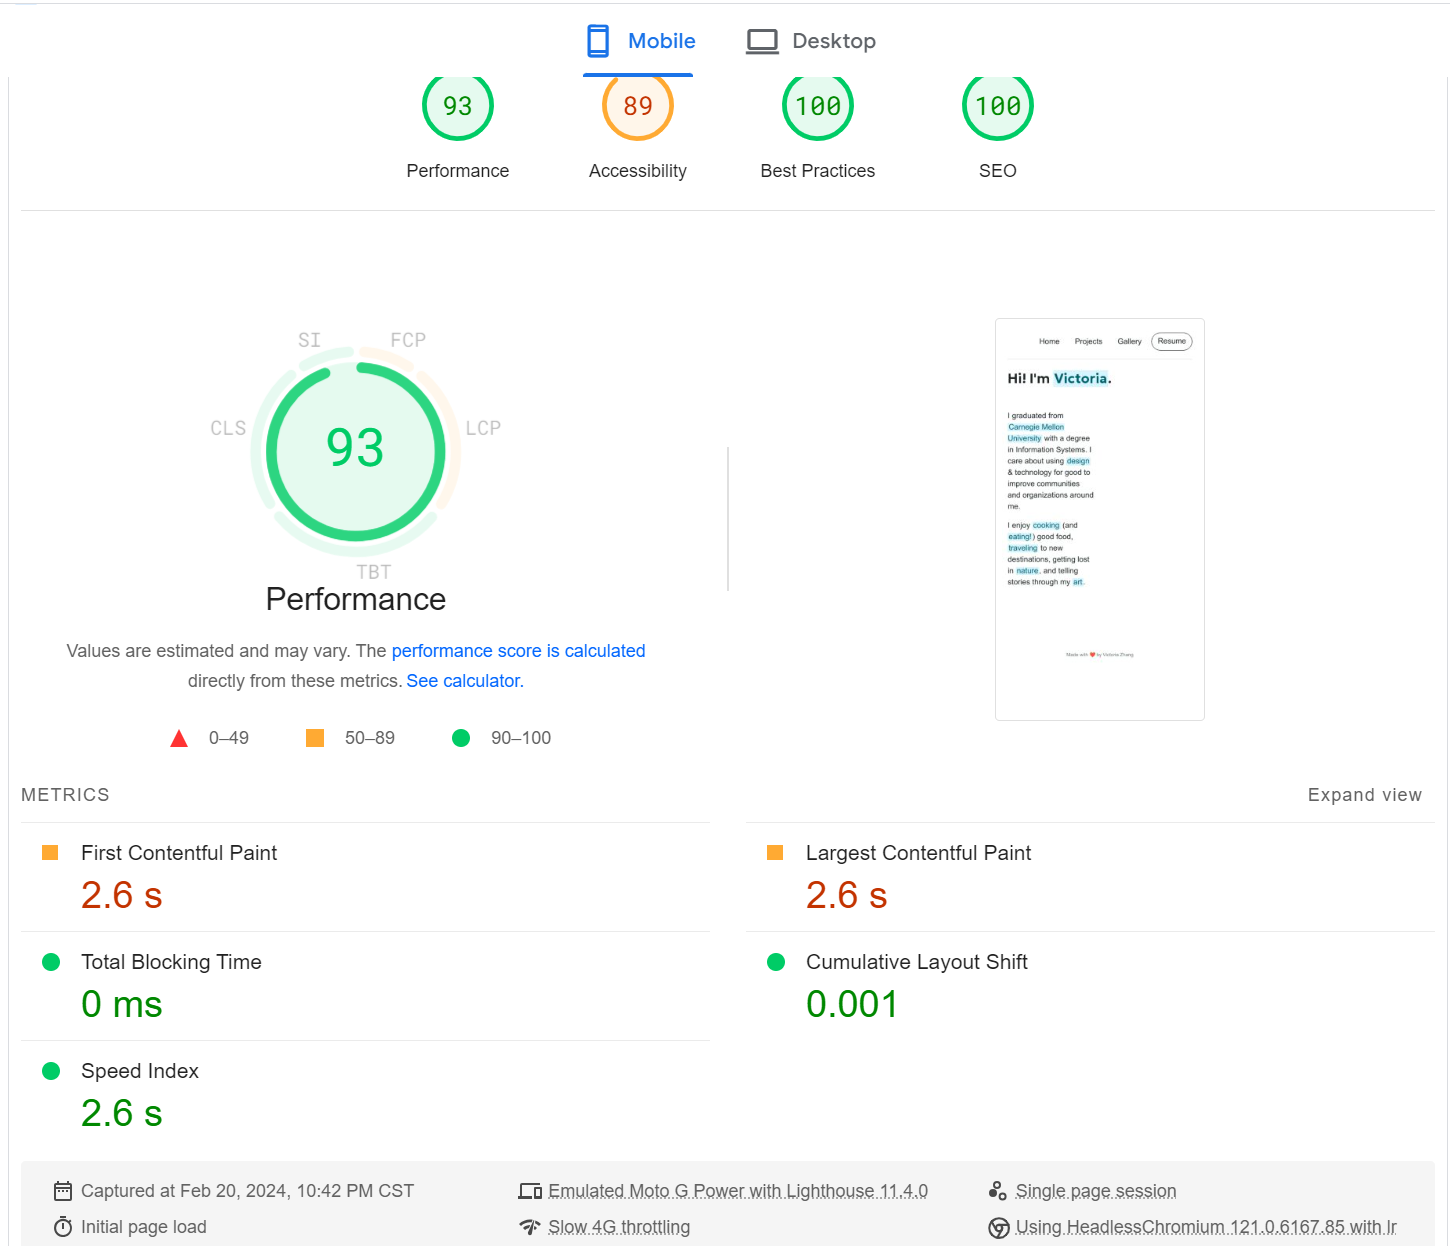 Mobile
Desktop
93
89
100
100
Performance
Accessibility
Best Practices
SEO
SI
FCP
CLS
LCP
93
TBT
Performance
Values are estimated and may vary. The performance score is calculated
directly from these metrics. See calculator.
0–49
50–89
90–100
Home
Projects
Gallery
Resume
Hi! I'm Victoria.
I graduated from
Carnegie Mellon
University with a degree
in Information Systems. I
care about using design
& technology for good to
improve communities
and organizations around
me.
I enjoy cooking (and
eating!) good food,
traveling to new
destinations, getting lost
in nature, and telling
stories through my art.
Made with ❤️ by Victoria Zhang
METRICS
Expand view
First Contentful Paint
2.6 s
Largest Contentful Paint
2.6 s
Total Blocking Time
0 ms
Cumulative Layout Shift
0.001
Speed Index
2.6 s
Captured at Feb 20, 2024, 10:42 PM CST
Emulated Moto G Power with Lighthouse 11.4.0
Single page session
Initial page load
Slow 4G throttling
Using HeadlessChromium 121.0.6167.85 with lr